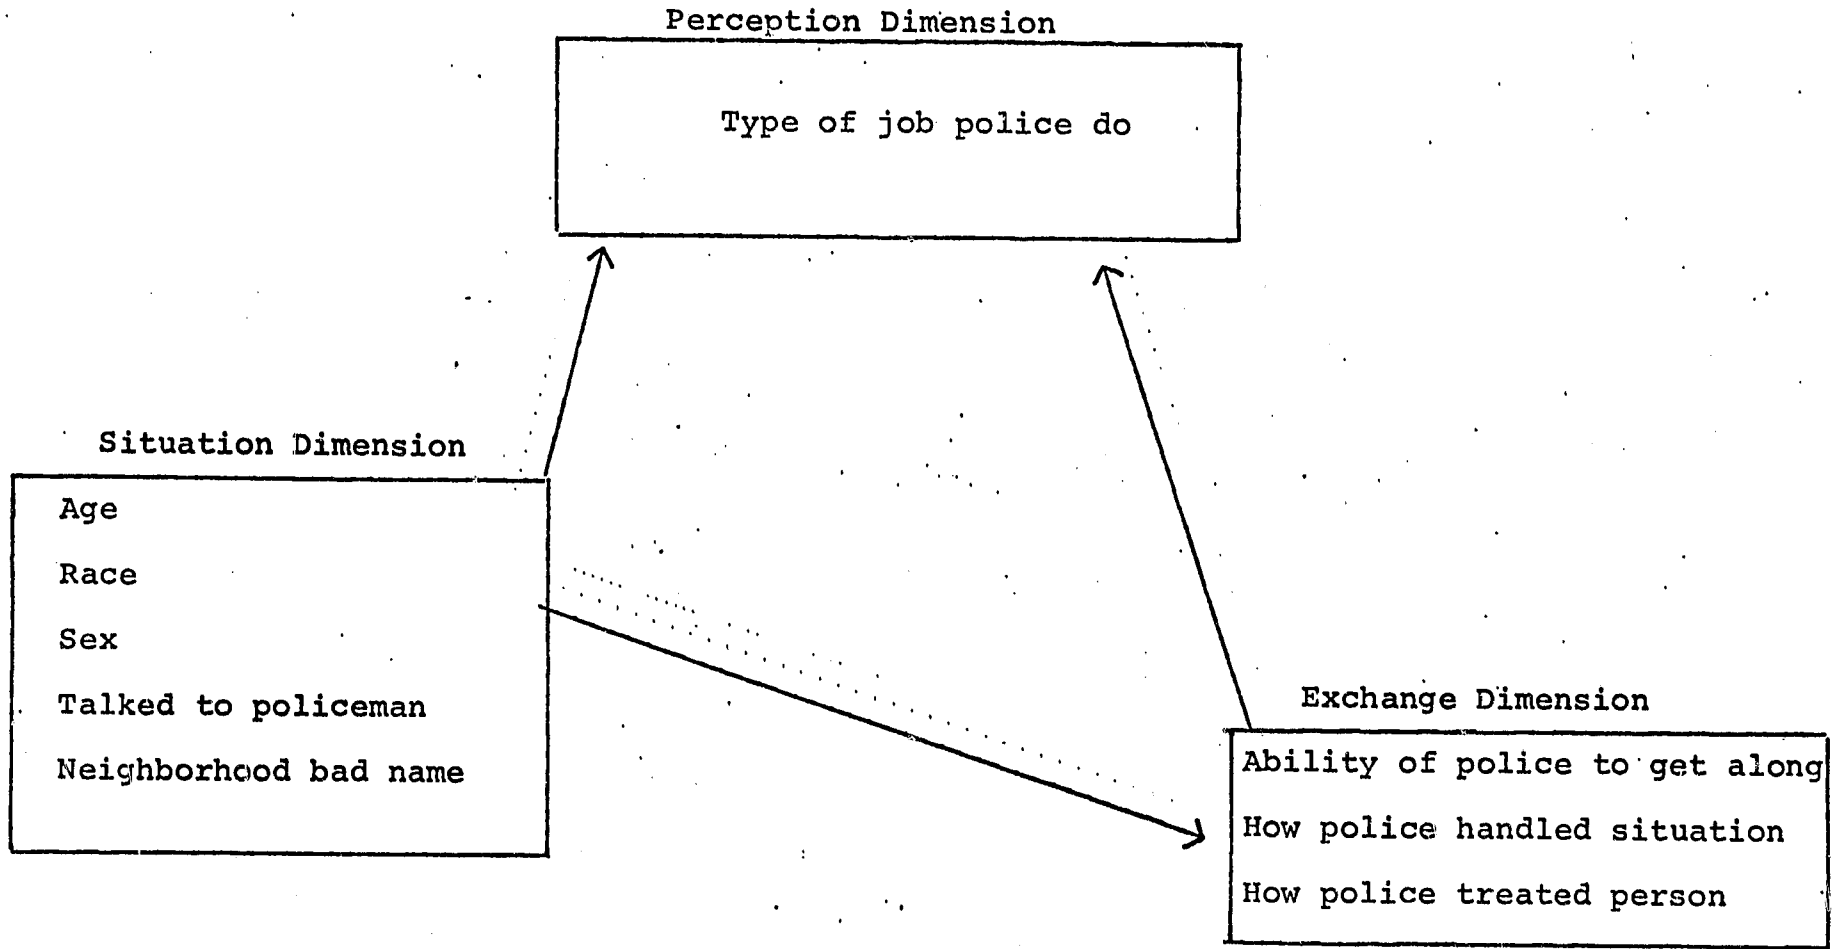 Perception Dimension
Type of job police do
Situation Dimension
Age
Race
Sex
Talked to policeman
Neighborhood bad name
Exchange Dimension
Ability of police to get along
How police handled situation
How police treated person